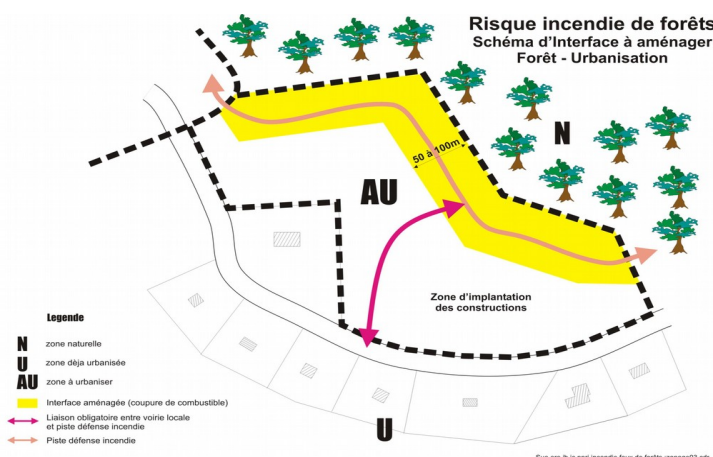 Risque incendie de forêts
Schéma d'Interface à aménager
Forêt - Urbanisation
N
50 à 100m
AU
Zone d'implantation
des constructions
Legende
N zone naturelle
U zone dèja urbanisée
AU zone à urbaniser
Interface aménagée (coupure de combustible)
Liaison obligatoire entre voirie locale
et piste défense incendie
Piste défense incendie
U